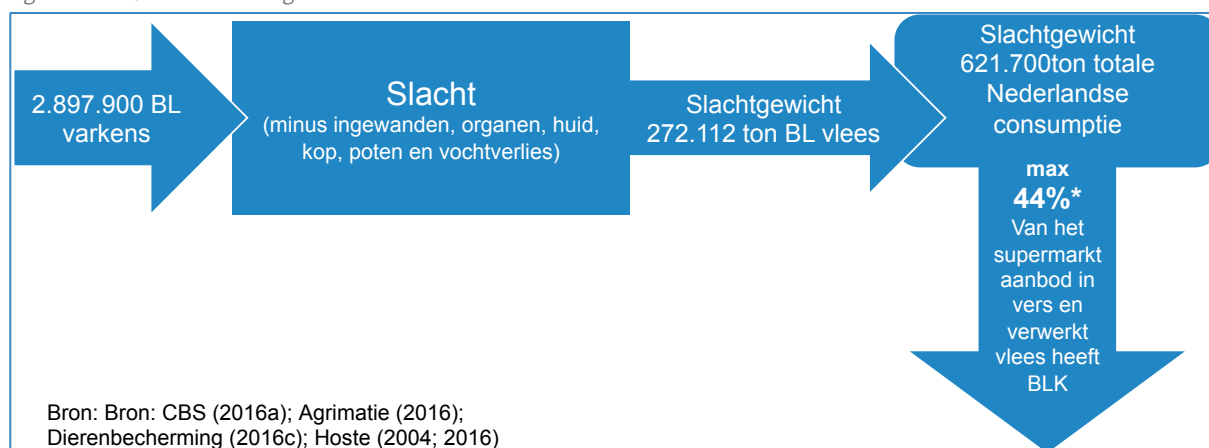 2.897.900 BL
varkens
Slacht
(minus ingewanden, organen, huid,
kop, poten en vochtverlies)
Slachtgewicht
272.112 ton BL vlees
Slachtgewicht
621.700ton totale
Nederlandse
consumptie
max
44%*
Van het
supermarkt
aanbod in
vers en
verwerkt
vlees heeft
BLK
Bron: Bron: CBS (2016a); Agrimatie (2016);
Dierenbecherming (2016c); Hoste (2004; 2016)